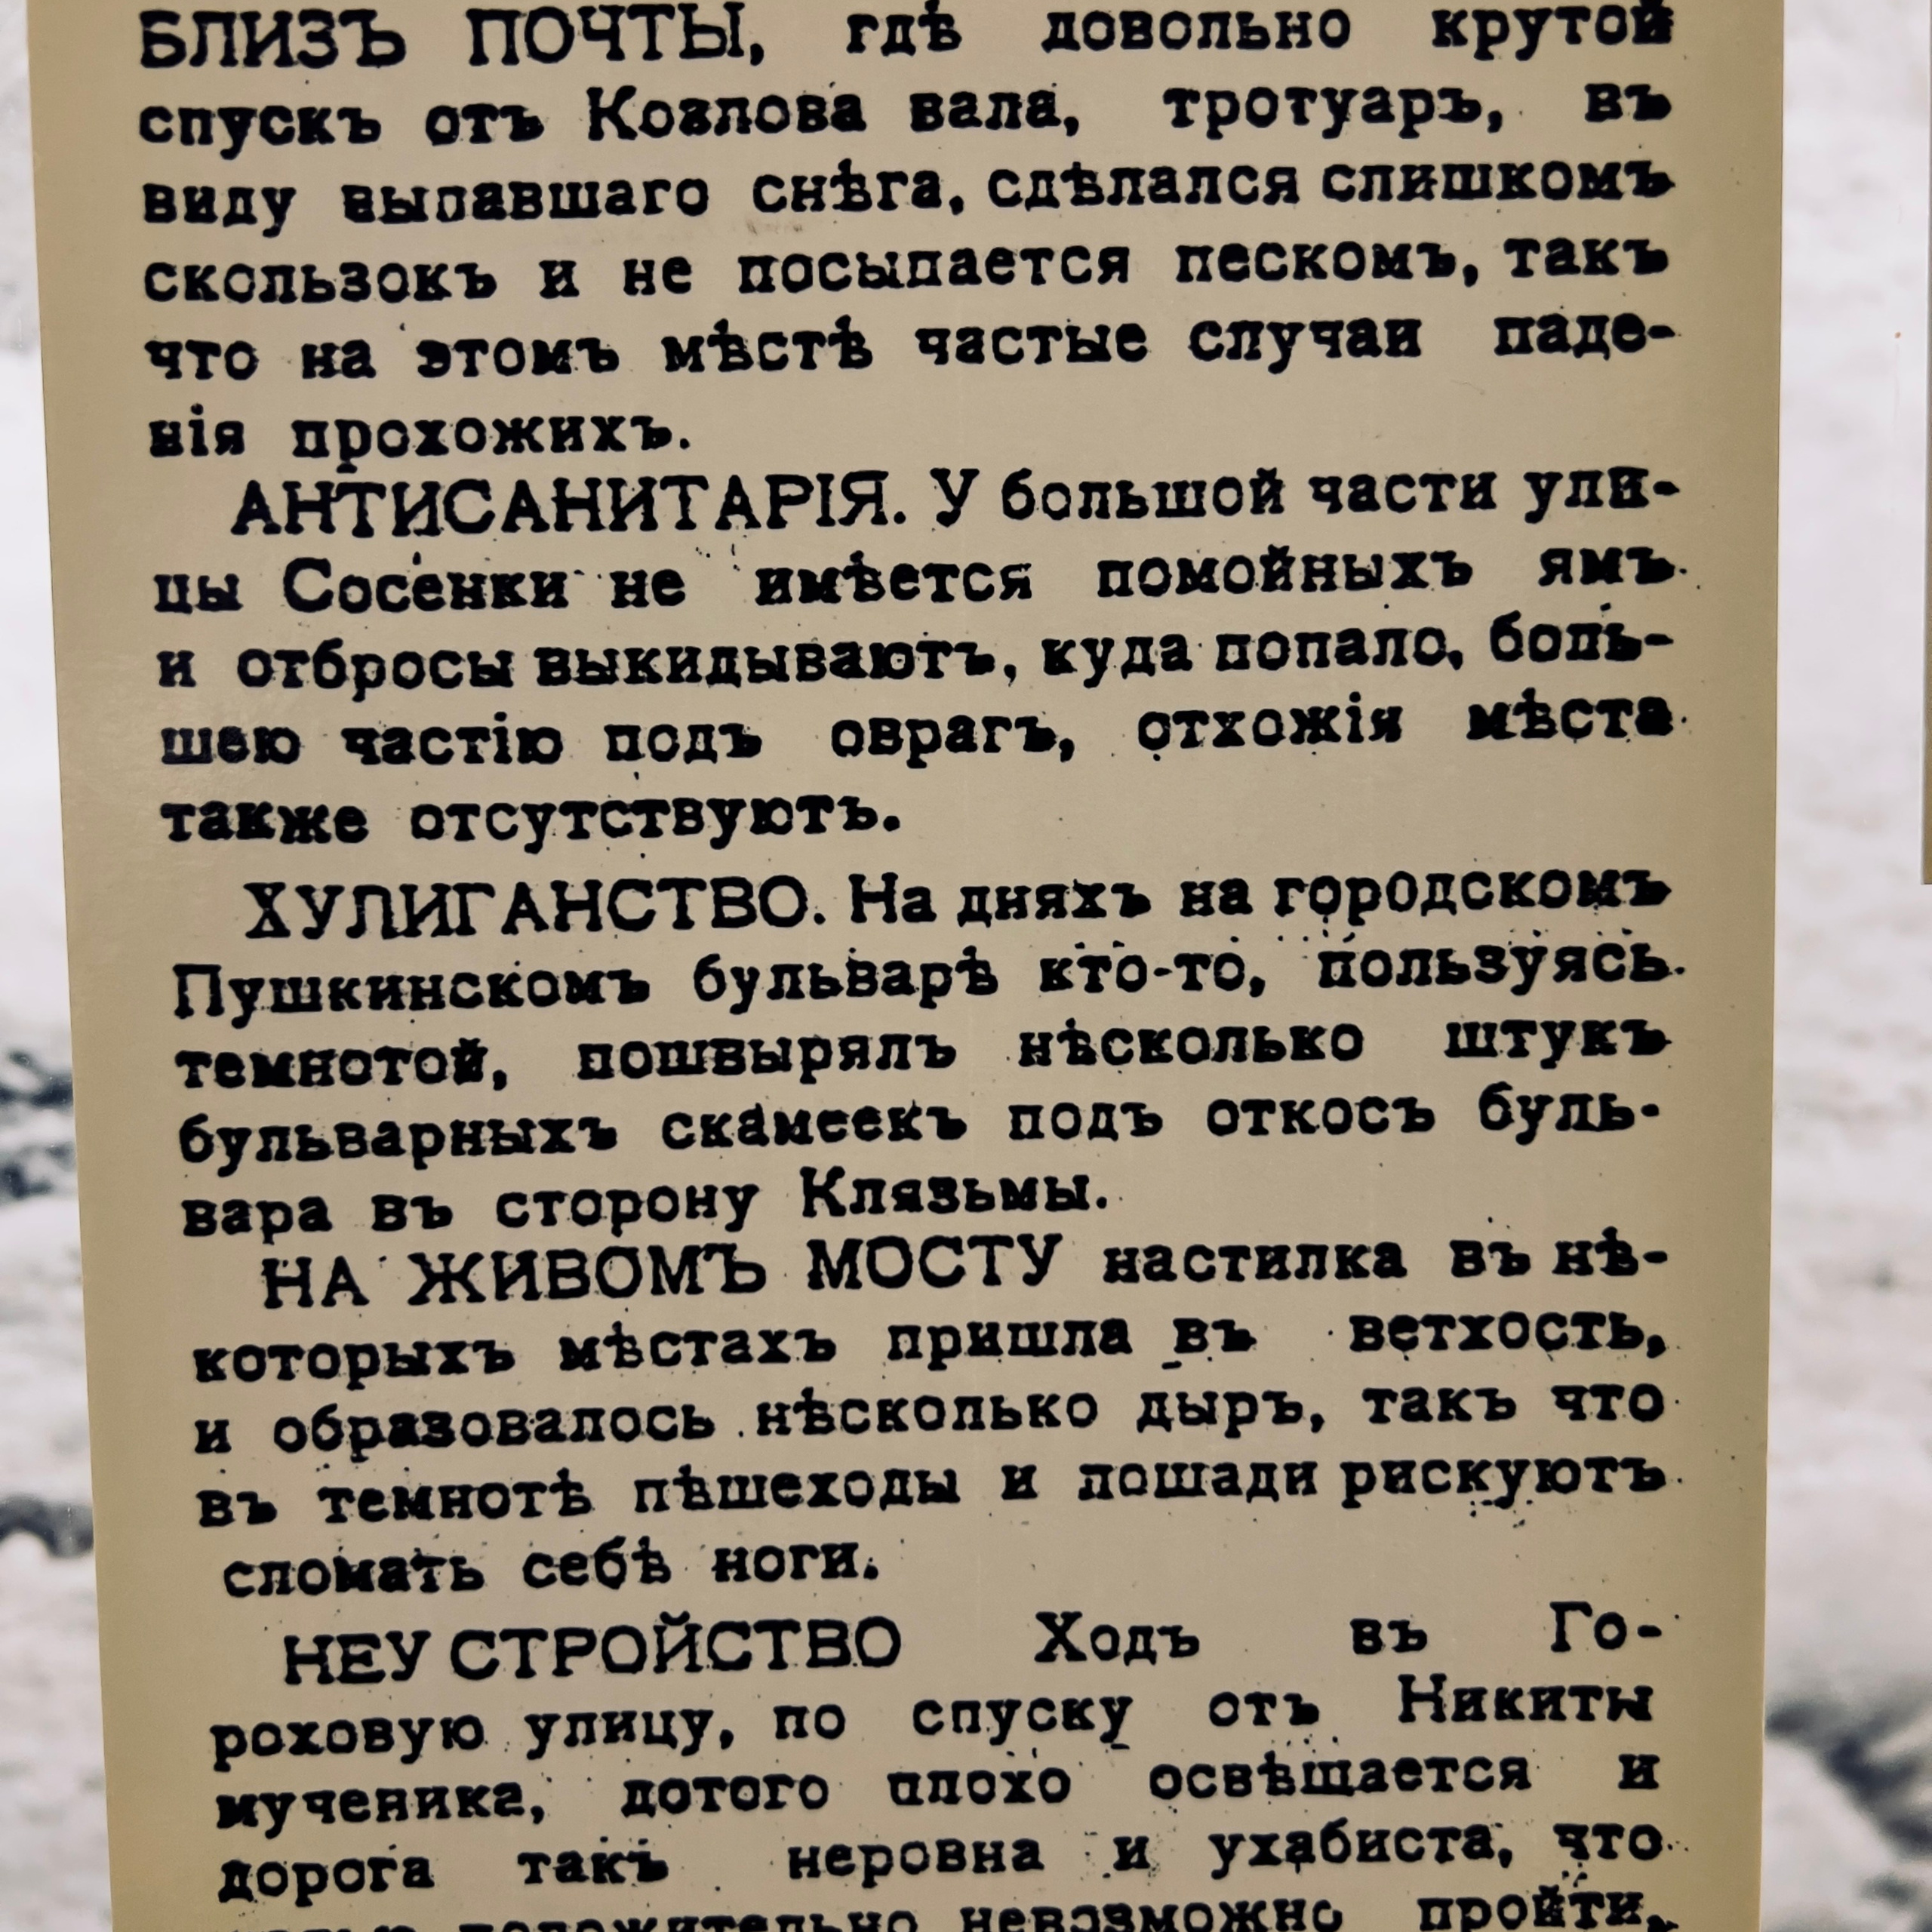 БЛИЗЪ ПОЧТЫ, гдѣ довольно крутой
спускъ отъ Козлова вала, тротуаръ, въ
виду выпавшаго снѣга, сдѣлался слишкомъ
скользокъ и не посыпается пескомъ, такъ
что на этомъ мѣстѣ частые случаи паде-
нія прохожихъ.
АНТИСАНИТАРІЯ. У большой части ули-
цы Сосенки не имѣется помойныхъ ямъ
и отбросы выкидываютъ, куда попало, боль-
шею частію подъ оврагъ, отхожія мѣста
также отсутствуютъ.
ХУЛИГАНСТВО. На дняхъ на городскомъ
Пушкинскомъ бульварѣ кто-то, пользуясь
темнотой, пошвырялъ нѣсколько штукъ
бульварныхъ скамеекъ подъ откосъ буль-
вара въ сторону Клязьмы.
НА ЖИВОМЪ МОСТУ настилка въ нѣ-
которыхъ мѣстахъ пришла въ ветхость,
и образовалось нѣсколько дыръ, такъ что
въ темнотѣ пѣшеходы и лошади рискуютъ
сломать себѣ ноги.
НЕУСТРОЙСТВО Ходъ въ Го-
роховую улицу, по спуску отъ Никиты
мученика, дотого плохо освѣщается и
дорога такъ неровна и ухабиста, что
положительно невозможно пройти,